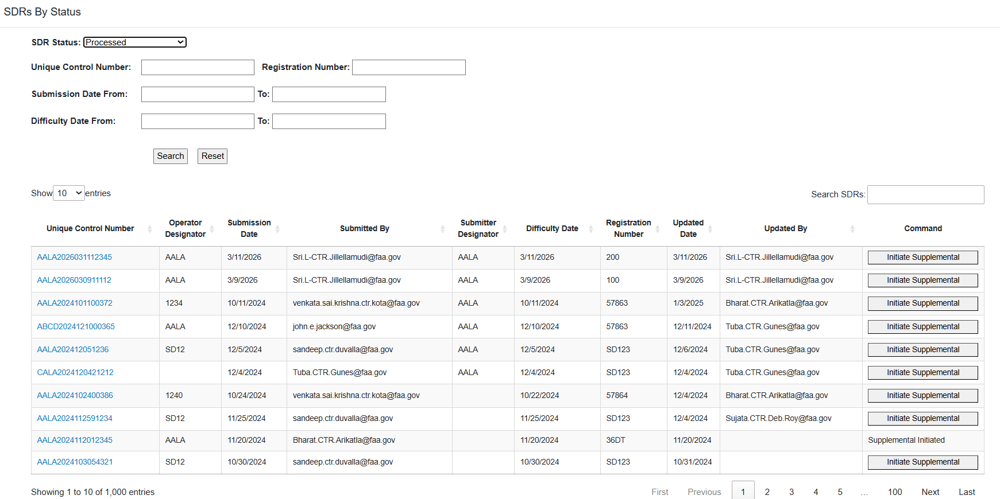 SDRs By Status
SDR Status: Processed
Unique Control Number: Registration Number:
Submission Date From: To:
Difficulty Date From: To:
Search Reset
Show 10 entries Search SDRs:
Unique Control Number Operator Designator Submission Date Submitted By Submitter Designator Difficulty Date Registration Number Updated Date Updated By Command
AALA2026031112345 AALA 3/11/2026 Sri.L-CTR.Jillellamudi@faa.gov AALA 3/11/2026 200 3/11/2026 Sri.L-CTR.Jillellamudi@faa.gov Initiate Supplemental
AALA2026030911112 AALA 3/9/2026 Sri.L-CTR.Jillellamudi@faa.gov AALA 3/9/2026 100 3/9/2026 Sri.L-CTR.Jillellamudi@faa.gov Initiate Supplemental
AALA2024101100372 1234 10/11/2024 venkata.sai.krishna.ctr.kota@faa.gov AALA 10/11/2024 57863 1/3/2025 Bharat.CTR.Arikatla@faa.gov Initiate Supplemental
ABCD2024121000365 AALA 12/10/2024 john.e.jackson@faa.gov AALA 12/10/2024 57863 12/11/2024 Tuba.CTR.Gunes@faa.gov Initiate Supplemental
AALA202412051236 SD12 12/5/2024 sandeep.ctr.duvalla@faa.gov AALA 12/5/2024 SD123 12/6/2024 Tuba.CTR.Gunes@faa.gov Initiate Supplemental
CALA2024120421212 12/4/2024 Tuba.CTR.Gunes@faa.gov AALA 12/4/2024 SD123 12/4/2024 Tuba.CTR.Gunes@faa.gov Initiate Supplemental
AALA2024102400386 1240 10/24/2024 venkata.sai.krishna.ctr.kota@faa.gov 10/22/2024 57864 12/4/2024 Bharat.CTR.Arikatla@faa.gov Initiate Supplemental
AALA2024112591234 SD12 11/25/2024 sandeep.ctr.duvalla@faa.gov 11/25/2024 SD123 12/4/2024 Sujata.CTR.Deb.Roy@faa.gov Initiate Supplemental
AALA2024112012345 AALA 11/20/2024 Bharat.CTR.Arikatla@faa.gov 11/20/2024 36DT 11/20/2024 Supplemental Initiated
AALA2024103054321 SD12 10/30/2024 sandeep.ctr.duvalla@faa.gov 10/30/2024 SD123 10/31/2024 Initiate Supplemental
Showing 1 to 10 of 1,000 entries First Previous 1 2 3 4 5 … 100 Next Last